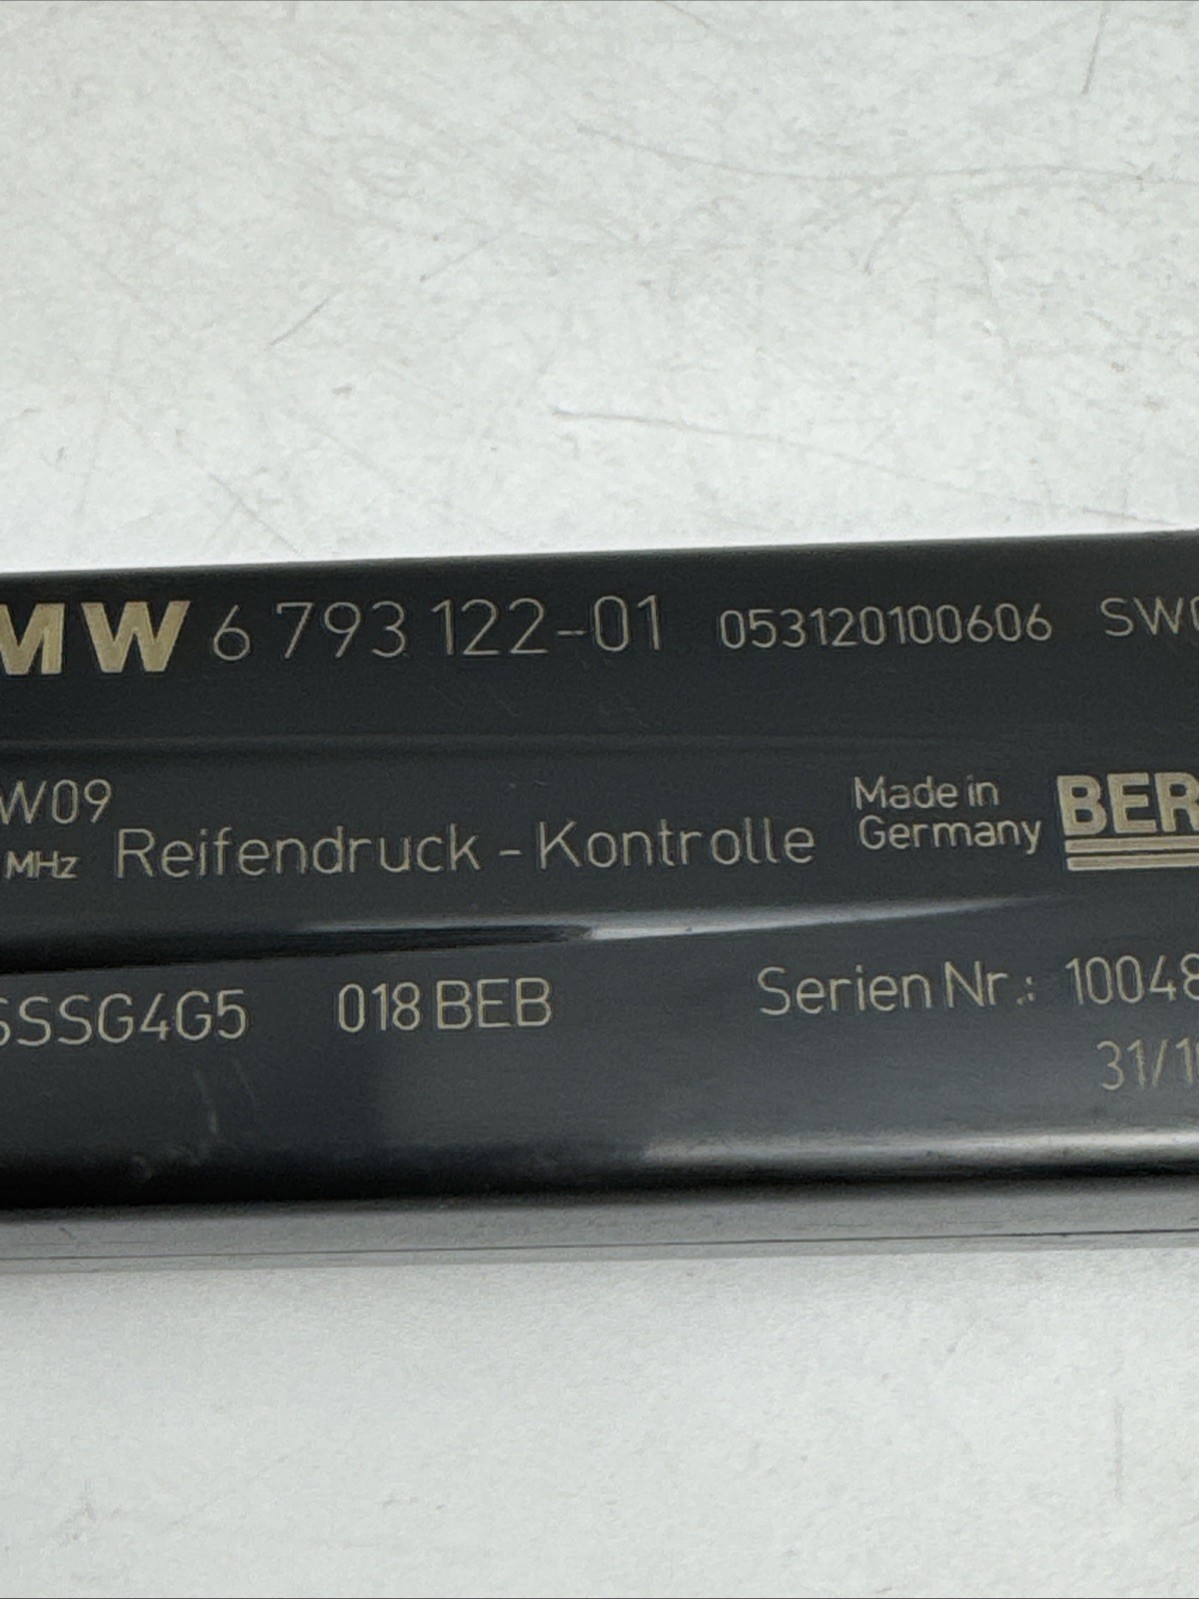 MW 6 793 122-01 053120100606 SW
W09 Made in BER
MHz Reifendruck - Kontrolle Germany
SSSG4G5 018 BEB Serien Nr.: 10048
31/1